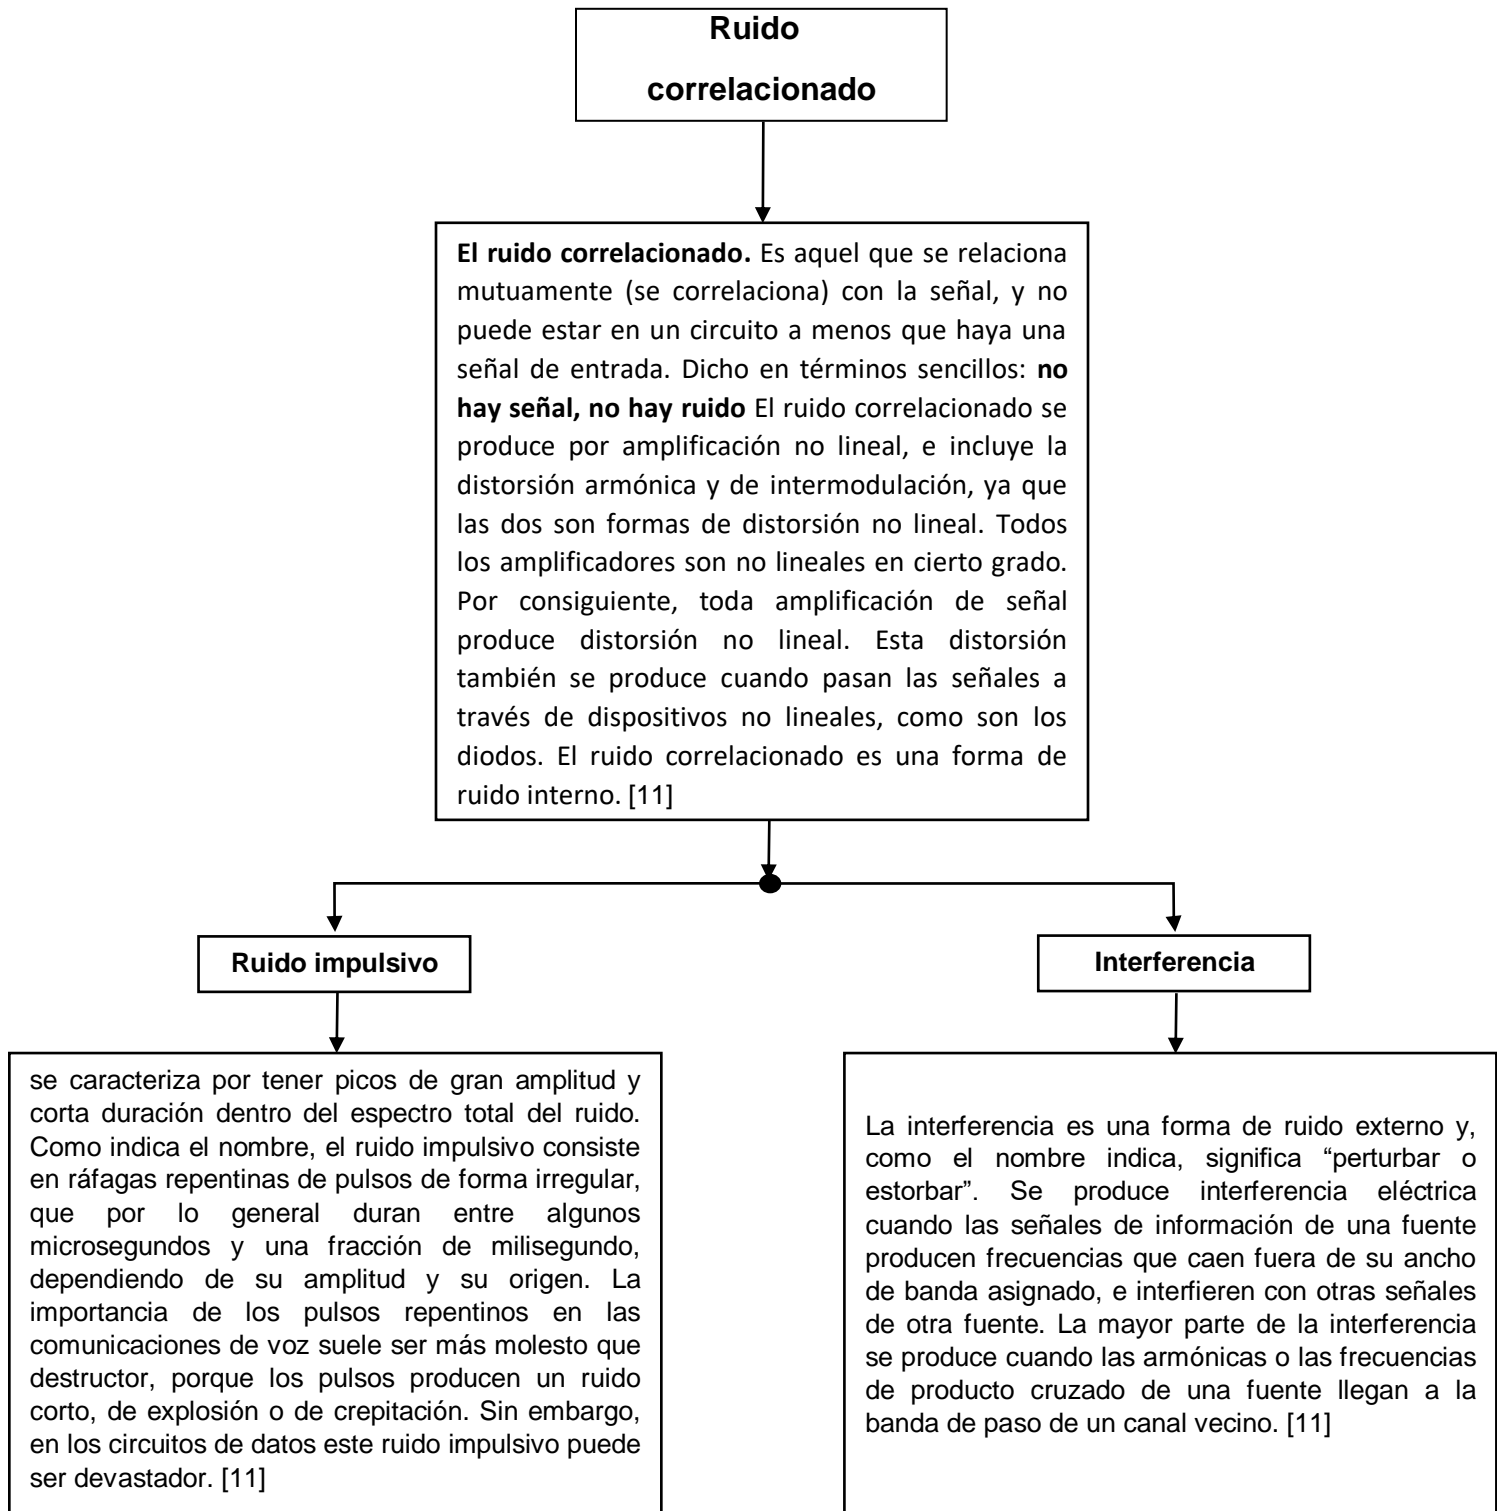 Ruido
correlacionado
El ruido correlacionado. Es aquel que se relaciona
mutuamente (se correlaciona) con la señal, y no
puede estar en un circuito a menos que haya una
señal de entrada. Dicho en términos sencillos: no
hay señal, no hay ruido El ruido correlacionado se
produce por amplificación no lineal, e incluye la
distorsión armónica y de intermodulación, ya que
las dos son formas de distorsión no lineal. Todos
los amplificadores son no lineales en cierto grado.
Por consiguiente, toda amplificación de señal
produce distorsión no lineal. Esta distorsión
también se produce cuando pasan las señales a
través de dispositivos no lineales, como son los
diodos. El ruido correlacionado es una forma de
ruido interno. [11]
Ruido impulsivo
se caracteriza por tener picos de gran amplitud y
corta duración dentro del espectro total del ruido.
Como indica el nombre, el ruido impulsivo consiste
en ráfagas repentinas de pulsos de forma irregular,
que por lo general duran entre algunos
microsegundos y una fracción de milisegundo,
dependiendo de su amplitud y su origen. La
importancia de los pulsos repentinos en las
comunicaciones de voz suele ser más molesto que
destructor, porque los pulsos producen un ruido
corto, de explosión o de crepitación. Sin embargo,
en los circuitos de datos este ruido impulsivo puede
ser devastador. [11]
Interferencia
La interferencia es una forma de ruido externo y,
como el nombre indica, significa “perturbar o
estorbar”. Se produce interferencia eléctrica
cuando las señales de información de una fuente
producen frecuencias que caen fuera de su ancho
de banda asignado, e interfieren con otras señales
de otra fuente. La mayor parte de la interferencia
se produce cuando las armónicas o las frecuencias
de producto cruzado de una fuente llegan a la
banda de paso de un canal vecino. [11]